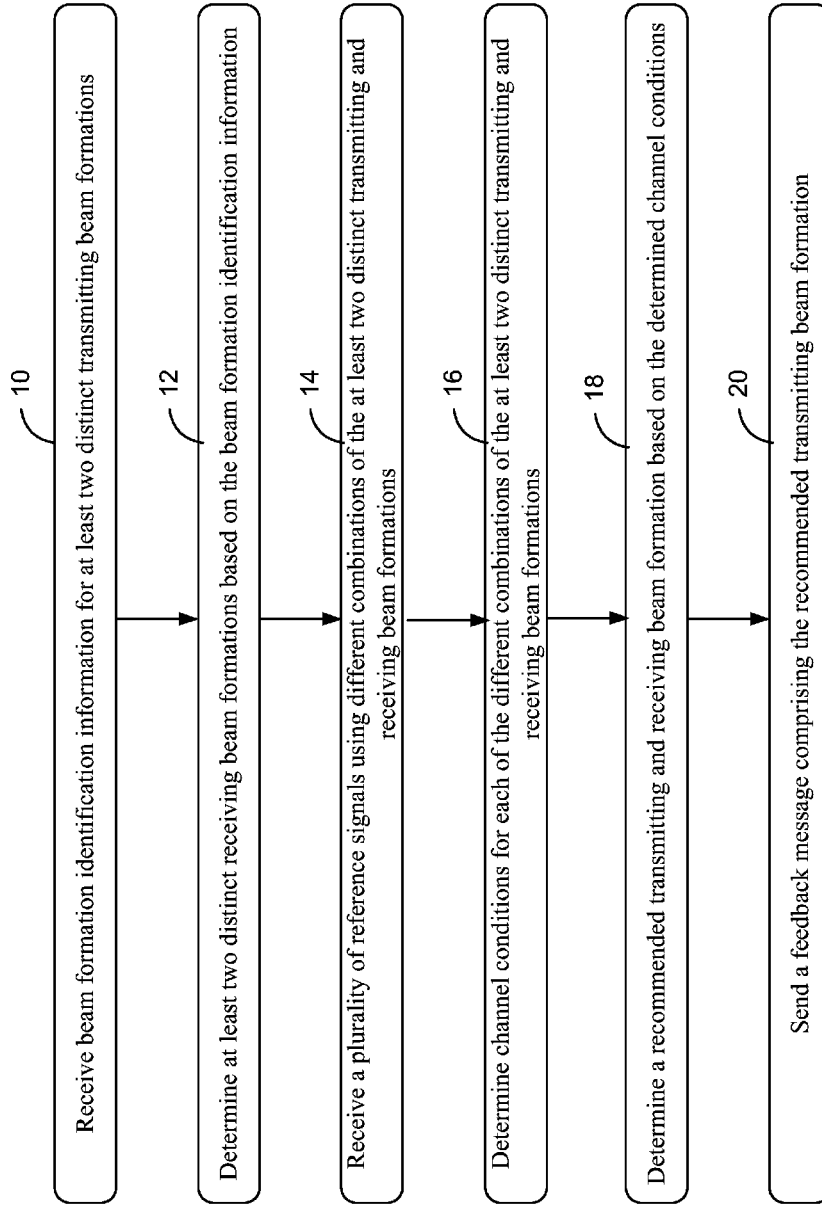 10
Receive beam formation identification information for at least two distinct transmitting beam formations
12
Determine at least two distinct receiving beam formations based on the beam formation identification information
14
Receive a plurality of reference signals using different combinations of the at least two distinct transmitting and
receiving beam formations
16
Determine channel conditions for each of the different combinations of the at least two distinct transmitting and
receiving beam formations
18
Determine a recommended transmitting and receiving beam formation based on the determined channel conditions
20
Send a feedback message comprising the recommended transmitting beam formation